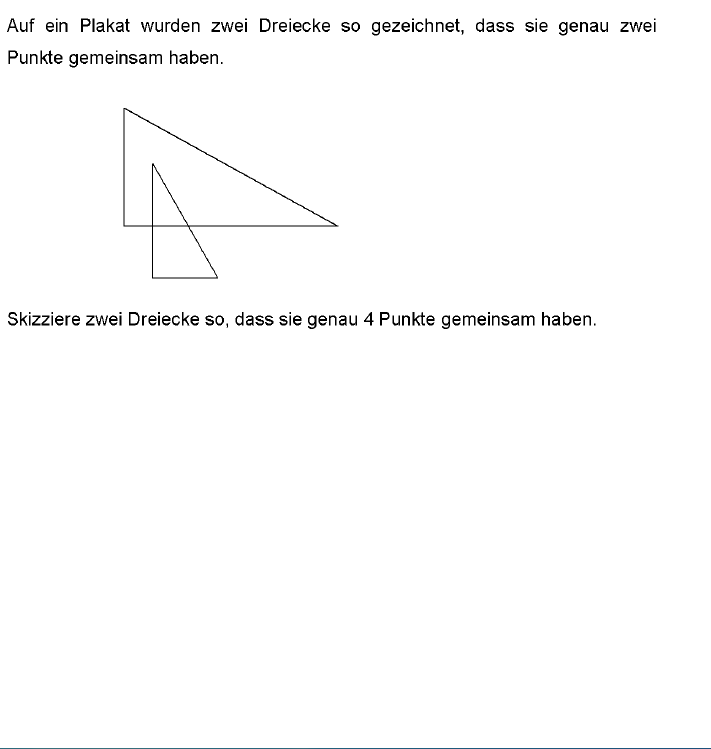 Auf ein Plakat wurden zwei Dreiecke so gezeichnet, dass sie genau zwei
Punkte gemeinsam haben.
Skizziere zwei Dreiecke so, dass sie genau 4 Punkte gemeinsam haben.